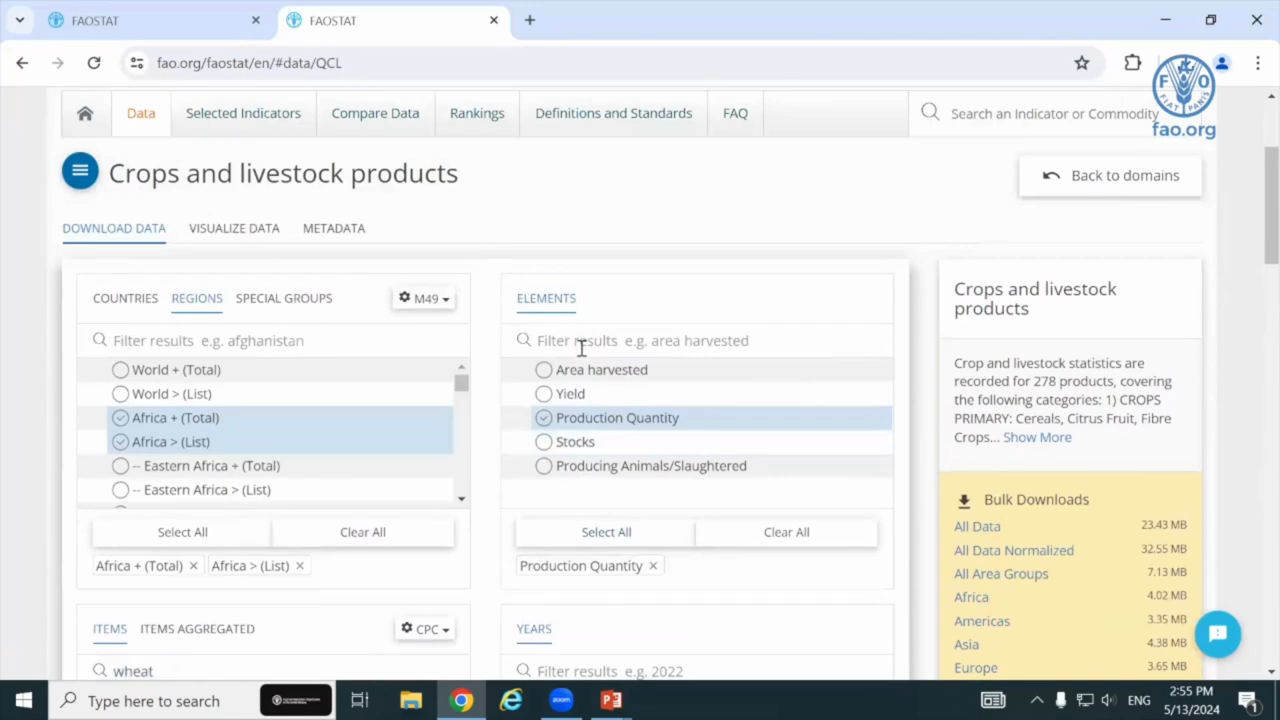 FAOSTAT
FAOSTAT
fao.org/faostat/en/#data/QCL
FAO
FIAT PANIS
fao.org
Data
Selected Indicators
Compare Data
Rankings
Definitions and Standards
FAQ
Search an Indicator or Commodity
Crops and livestock products
Back to domains
DOWNLOAD DATA
VISUALIZE DATA
METADATA
COUNTRIES
REGIONS
SPECIAL GROUPS
M49
Filter results e.g. afghanistan
World + (Total)
World > (List)
Africa + (Total)
Africa > (List)
-- Eastern Africa + (Total)
-- Eastern Africa > (List)
Select All
Clear All
Africa + (Total) ×
Africa > (List) ×
ELEMENTS
Filter results e.g. area harvested
Area harvested
Yield
Production Quantity
Stocks
Producing Animals/Slaughtered
Select All
Clear All
Production Quantity ×
ITEMS
ITEMS AGGREGATED
CPC
wheat
YEARS
Filter results e.g. 2022
Crops and livestock
products
Crop and livestock statistics are
recorded for 278 products, covering
the following categories: 1) CROPS
PRIMARY: Cereals, Citrus Fruit, Fibre
Crops... Show More
Bulk Downloads
All Data 23.43 MB
All Data Normalized 32.55 MB
All Area Groups 7.13 MB
Africa 4.02 MB
Americas 3.35 MB
Asia 4.38 MB
Europe 3.65 MB
Type here to search
zoom
ENG
2:55 PM
5/13/2024
1